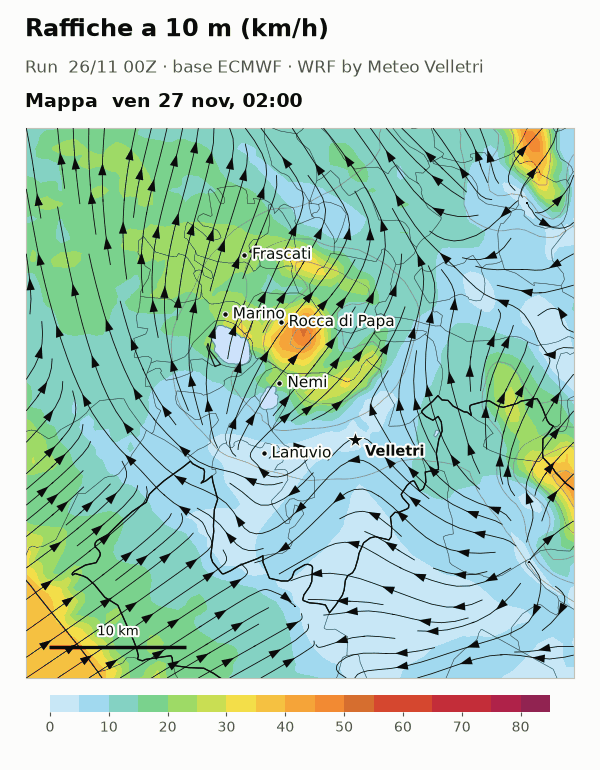 Raffiche a 10 m (km/h)
Run 26/11 00Z · base ECMWF · WRF by Meteo Velletri
Mappa ven 27 nov, 02:00
Frascati
Marino
Rocca di Papa
Nemi
Lanuvio
Velletri
10 km
0 10 20 30 40 50 60 70 80